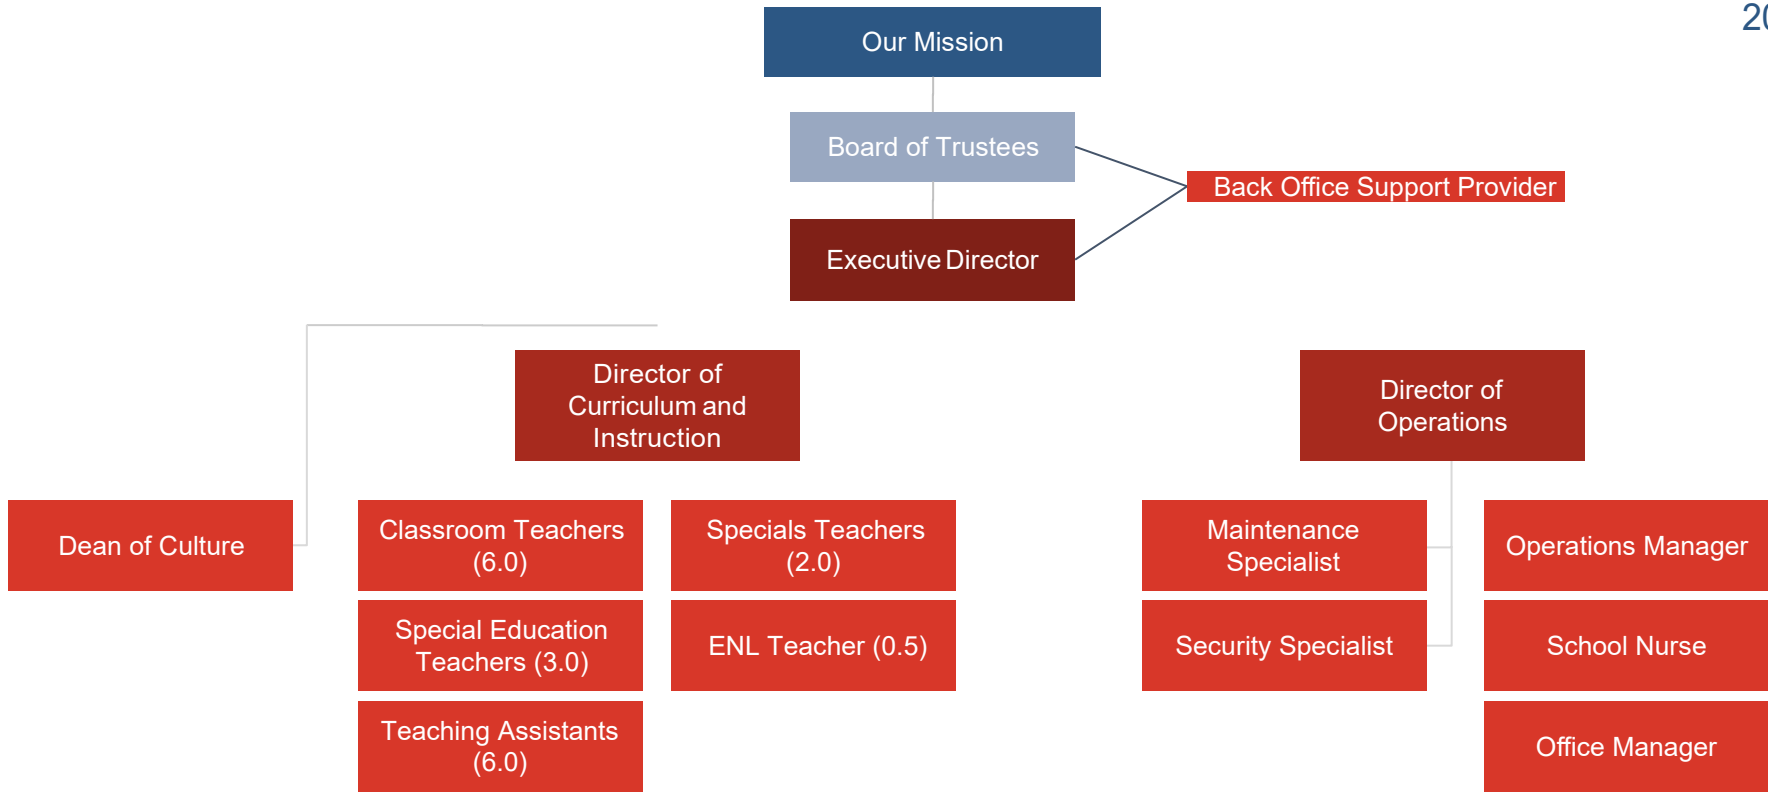 20
Our Mission
Board of Trustees
Back Office Support Provider
Executive Director
Director of
Curriculum and
Instruction
Director of
Operations
Dean of Culture
Classroom Teachers
(6.0)
Specials Teachers
(2.0)
Maintenance
Specialist
Operations Manager
Special Education
Teachers (3.0)
ENL Teacher (0.5)
Security Specialist
School Nurse
Teaching Assistants
(6.0)
Office Manager